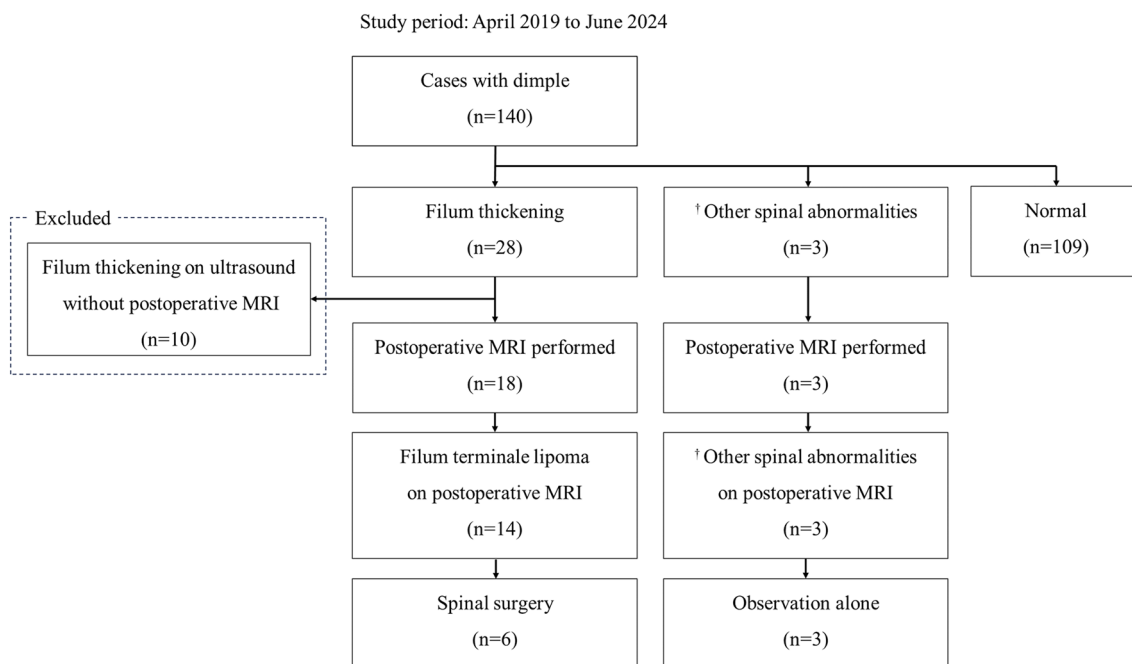 Study period: April 2019 to June 2024
Cases with dimple
(n=140)
Filum thickening
(n=28)
† Other spinal abnormalities
(n=3)
Normal
(n=109)
Excluded
Filum thickening on ultrasound
without postoperative MRI
(n=10)
Postoperative MRI performed
(n=18)
Postoperative MRI performed
(n=3)
Filum terminale lipoma
on postoperative MRI
(n=14)
† Other spinal abnormalities
on postoperative MRI
(n=3)
Spinal surgery
(n=6)
Observation alone
(n=3)